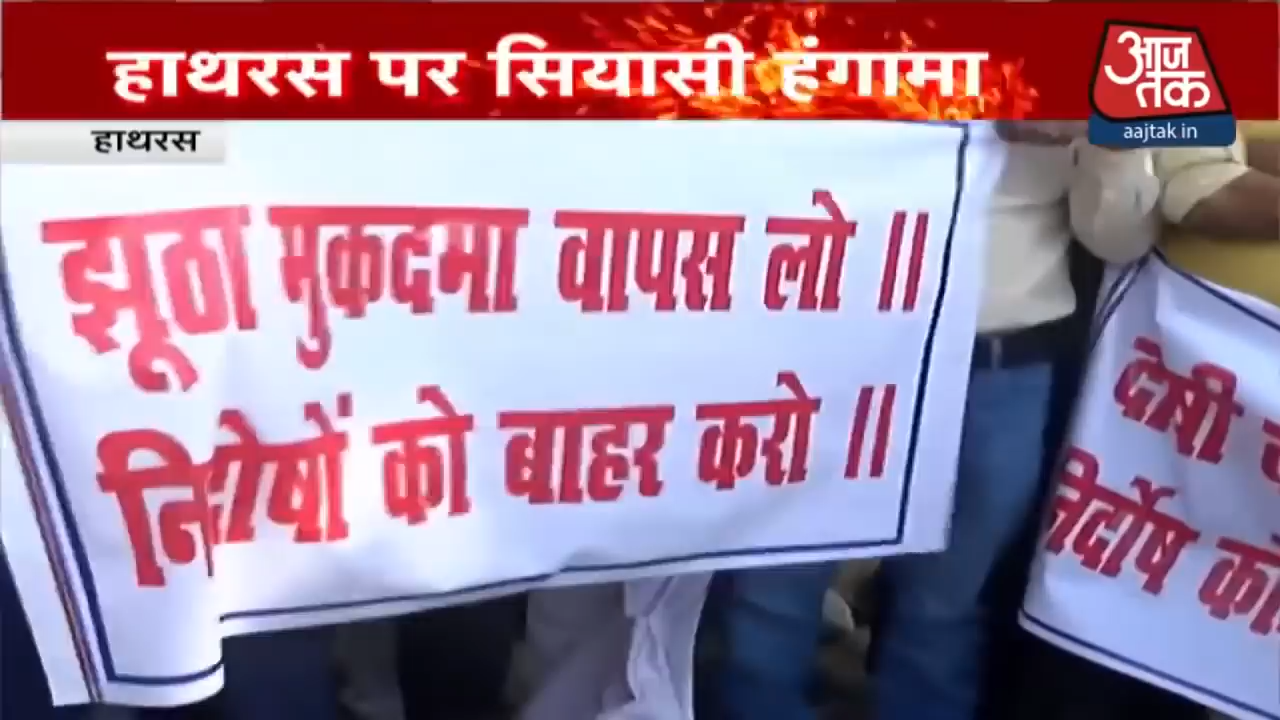 हाथरस पर सियासी हंगामा
आज
तक
aajtak.in
हाथरस
झूठा मुकदमा वापस लो ||
निर्दोषों को बाहर करो ||
दोषी
निर्दोष को